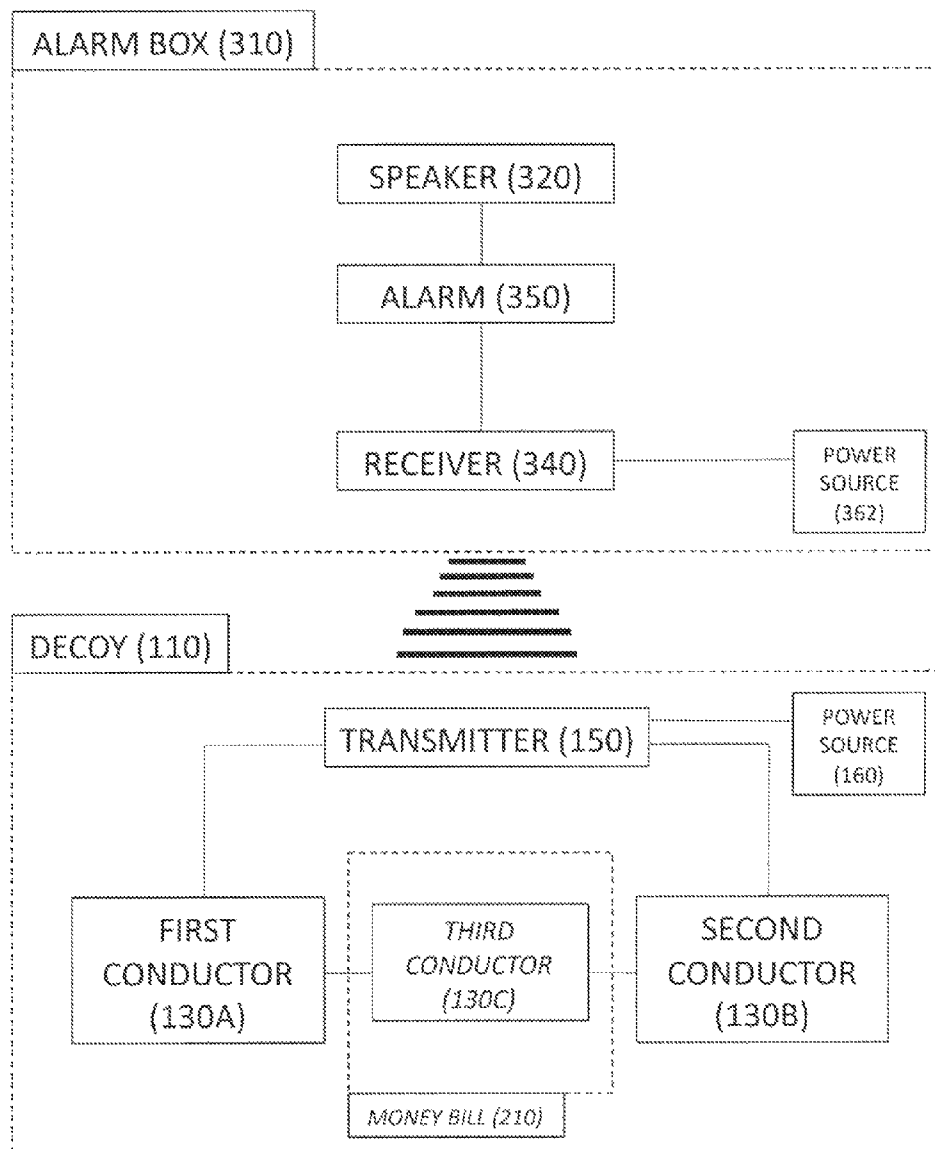 ALARM BOX (310)
SPEAKER (320)
ALARM (350)
RECEIVER (340)
POWER
SOURCE
(362)
DECOY (110)
TRANSMITTER (150)
POWER
SOURCE
(160)
FIRST
CONDUCTOR
(130A)
THIRD
CONDUCTOR
(130C)
SECOND
CONDUCTOR
(130B)
MONEY BILL (210)